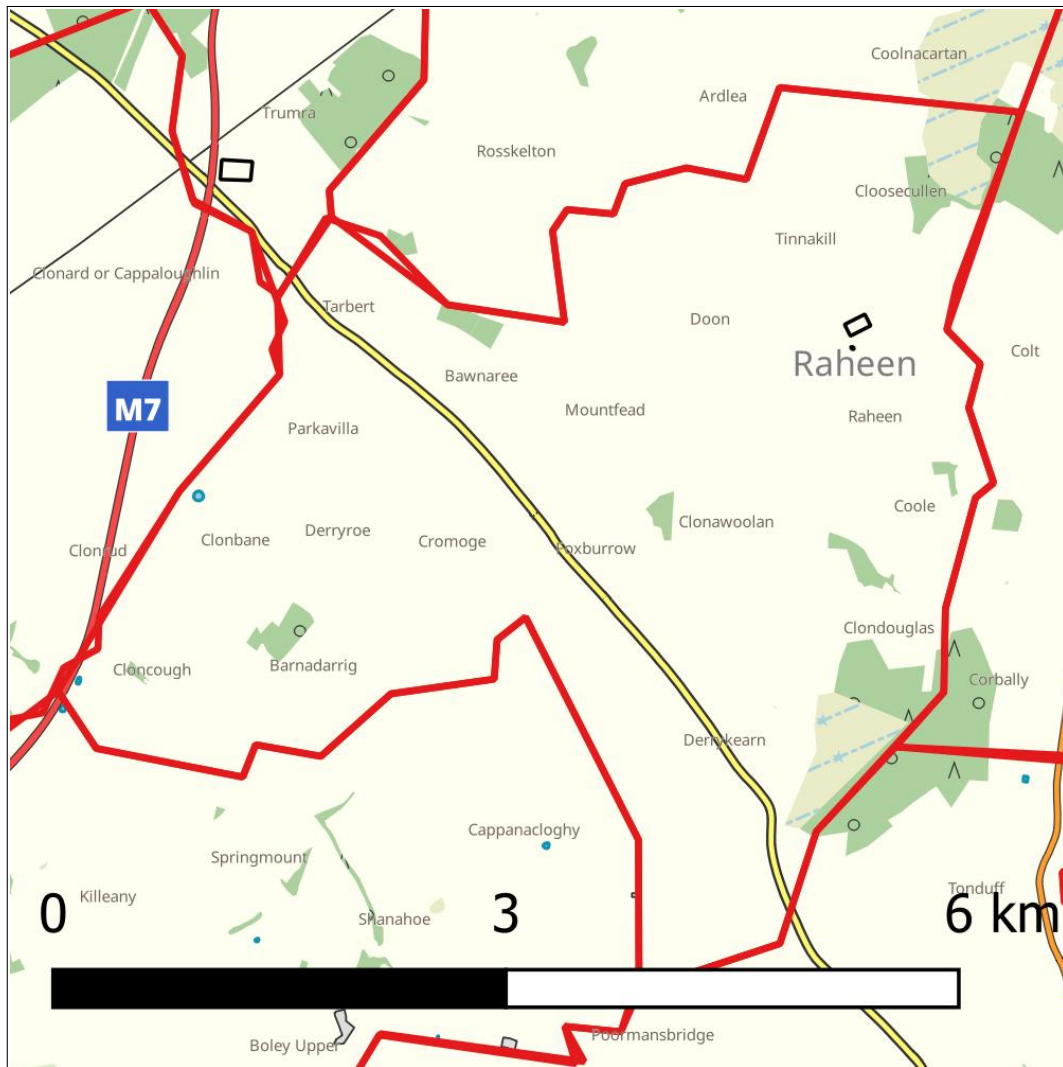 Coolnacartan
Ardlea
Trumra
Rosskelton
Cloosecullen
Tinnakill
Clonard or Cappaloughlin
Tarbert
Doon
Colt
Raheen
Bawnaree
M7
Mountfead
Raheen
Parkavilla
Coole
Clonawoolan
Derryroe
Clonbane
Cromoge
Foxburrow
Clonrud
Clondouglas
Barnadarrig
Cloncough
Corbally
Derrykearn
Cappanacloghy
Springmount
Tonduff
Killeany
Shanahoe
0 3 6 km
Poormansbridge
Boley Upper